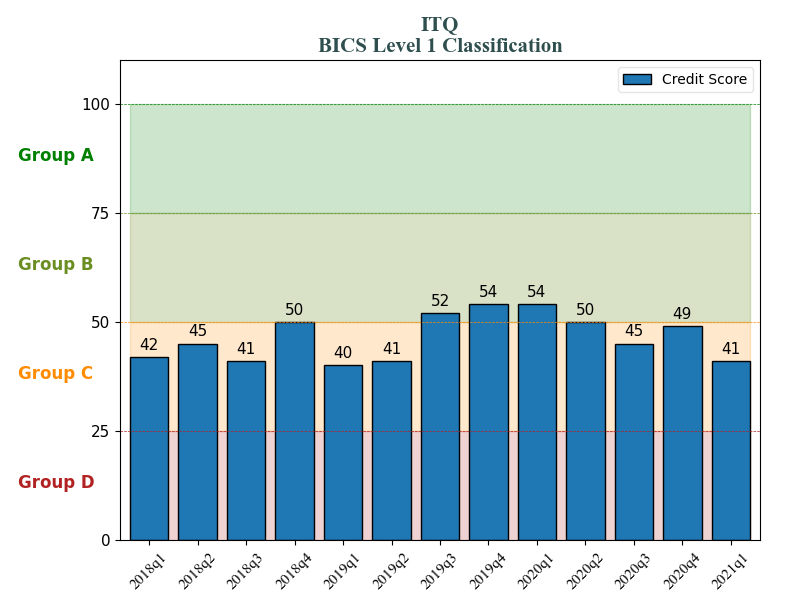 ITQ
BICS Level 1 Classification
Credit Score
100
Group A
75
Group B
54 54
52
50 50
50
49
45 45
42
41 41 41
40
Group C
25
Group D
0
2018q1 2018q2 2018q3 2018q4 2019q1 2019q2 2019q3 2019q4 2020q1 2020q2 2020q3 2020q4 2021q1